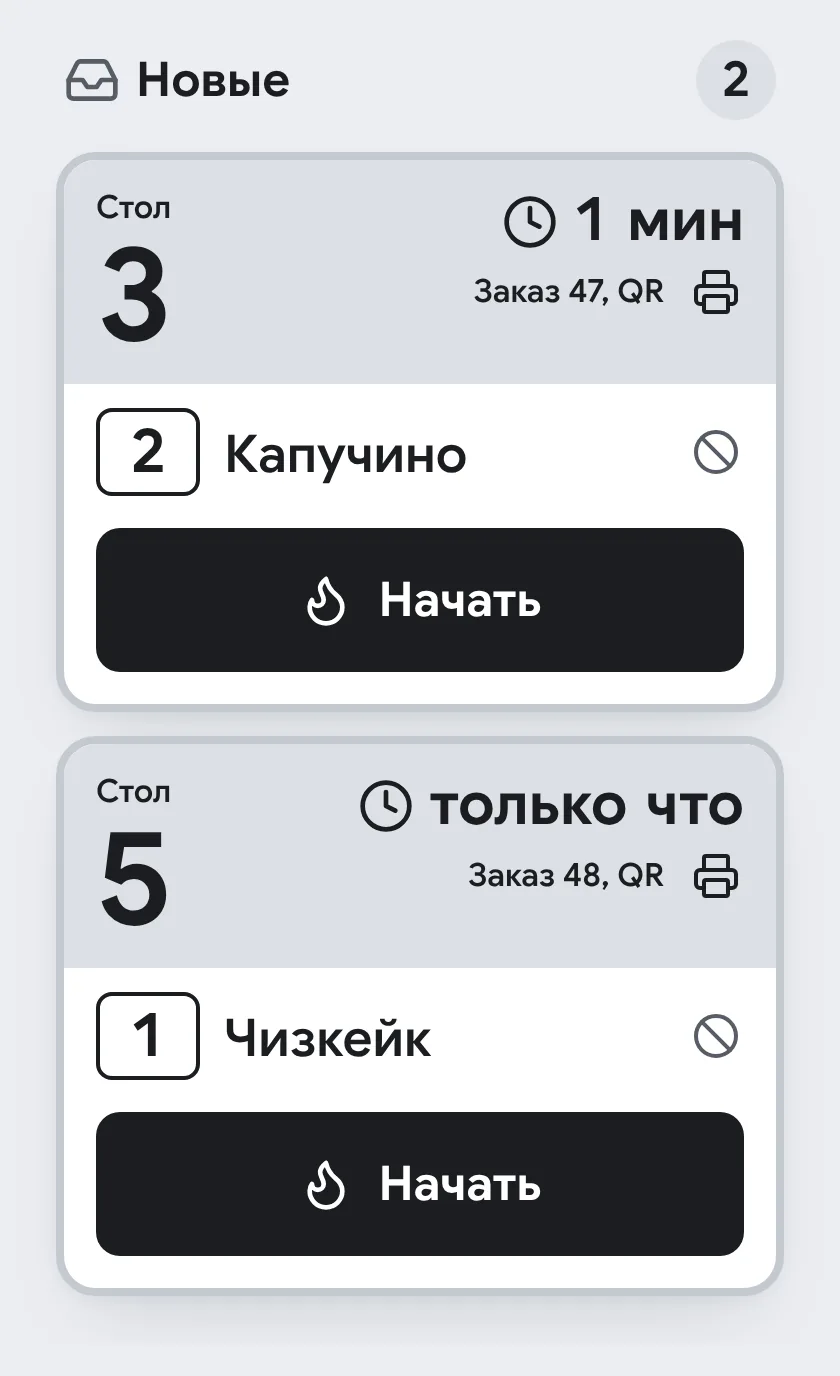 Новые
2
Стол
1 мин
3
Заказ 47, QR
2
Капучино
Начать
Стол
только что
5
Заказ 48, QR
1
Чизкейк
Начать